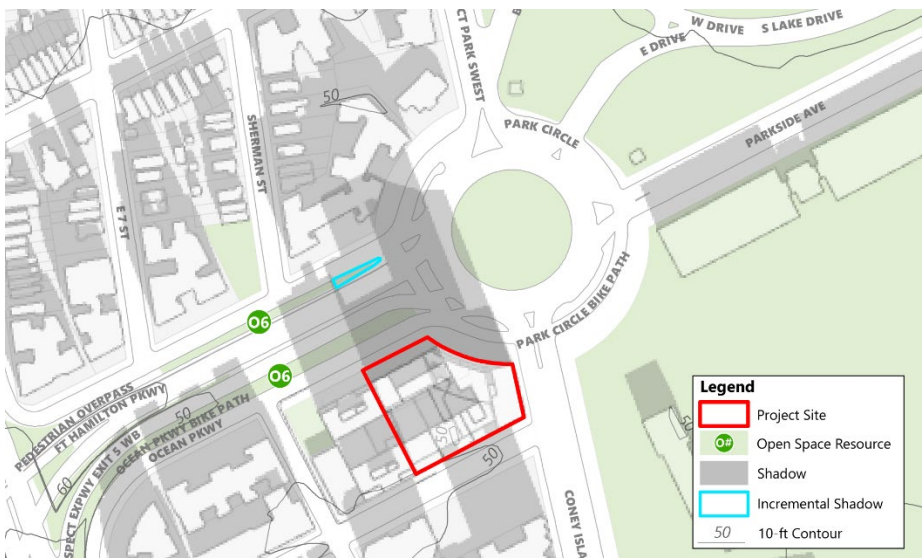 CT PARK SWEST
W DRIVE
S LAKE DRIVE
E DRIVE
50
SHERMAN ST
PARK CIRCLE
PARKSIDE AVE
E 7 ST
PARK CIRCLE BIKE PATH
O6
O6
PEDESTRIAN OVERPASS
FT HAMILTON PKWY
50
OCEAN PKWY BIKE PATH
OCEAN PKWY
SPECT EXPWY EXIT 5 WB
60
50
50
50
CONEY ISLA
Legend
Project Site
O# Open Space Resource
Shadow
Incremental Shadow
50 10-ft Contour